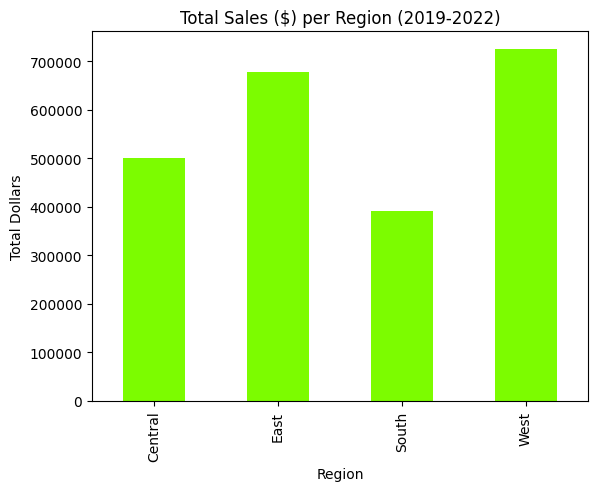 Total Sales ($) per Region (2019-2022)
700000
600000
500000
400000
300000
200000
100000
0
Total Dollars
Central
East
South
West
Region